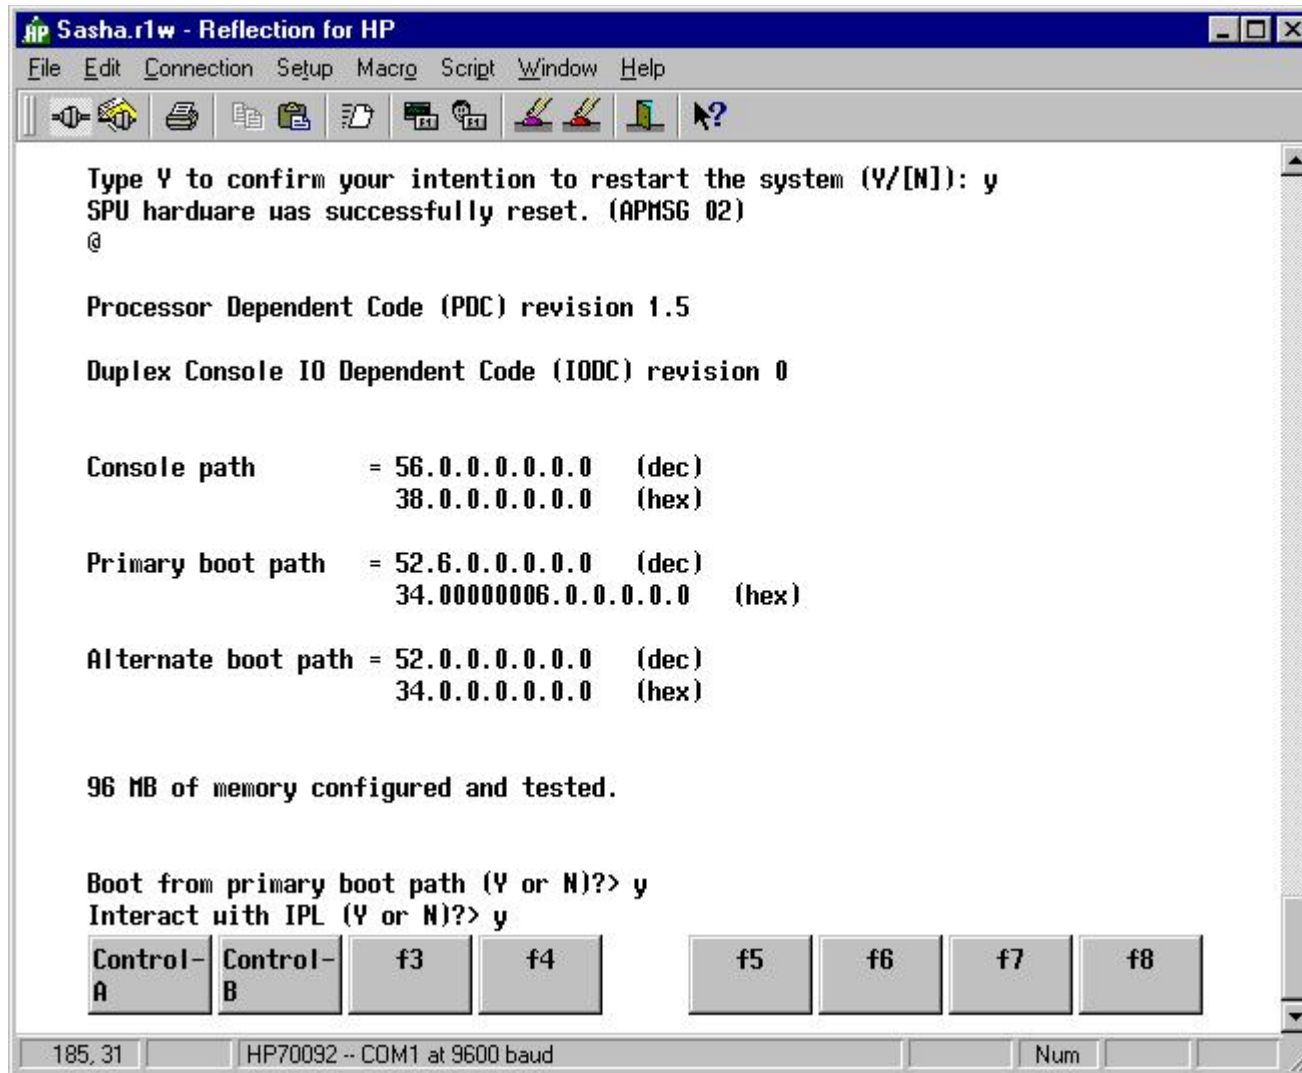 Sasha.r1w - Reflection for HP
File Edit Connection Setup Macro Script Window Help
Type Y to confirm your intention to restart the system (Y/[N]): y
SPU hardware was successfully reset. (APMSG 02)
@
Processor Dependent Code (PDC) revision 1.5
Duplex Console IO Dependent Code (IODC) revision 0
Console path = 56.0.0.0.0.0.0 (dec)
38.0.0.0.0.0.0 (hex)
Primary boot path = 52.6.0.0.0.0.0 (dec)
34.00000006.0.0.0.0.0 (hex)
Alternate boot path = 52.0.0.0.0.0.0 (dec)
34.0.0.0.0.0.0 (hex)
96 MB of memory configured and tested.
Boot from primary boot path (Y or N)?> y
Interact with IPL (Y or N)?> y
Control-A Control-B f3 f4 f5 f6 f7 f8
185, 31 HP70092 -- COM1 at 9600 baud Num